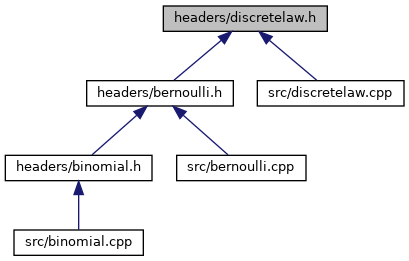 headers/discretelaw.h
headers/bernoulli.h
src/discretelaw.cpp
headers/binomial.h
src/bernoulli.cpp
src/binomial.cpp